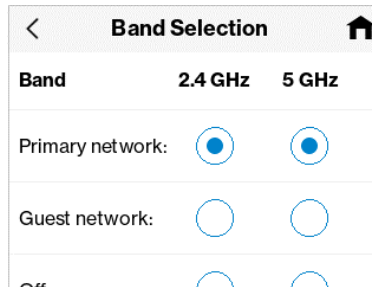 Band Selection
Band 2.4 GHz 5 GHz
Primary network:
Guest network: